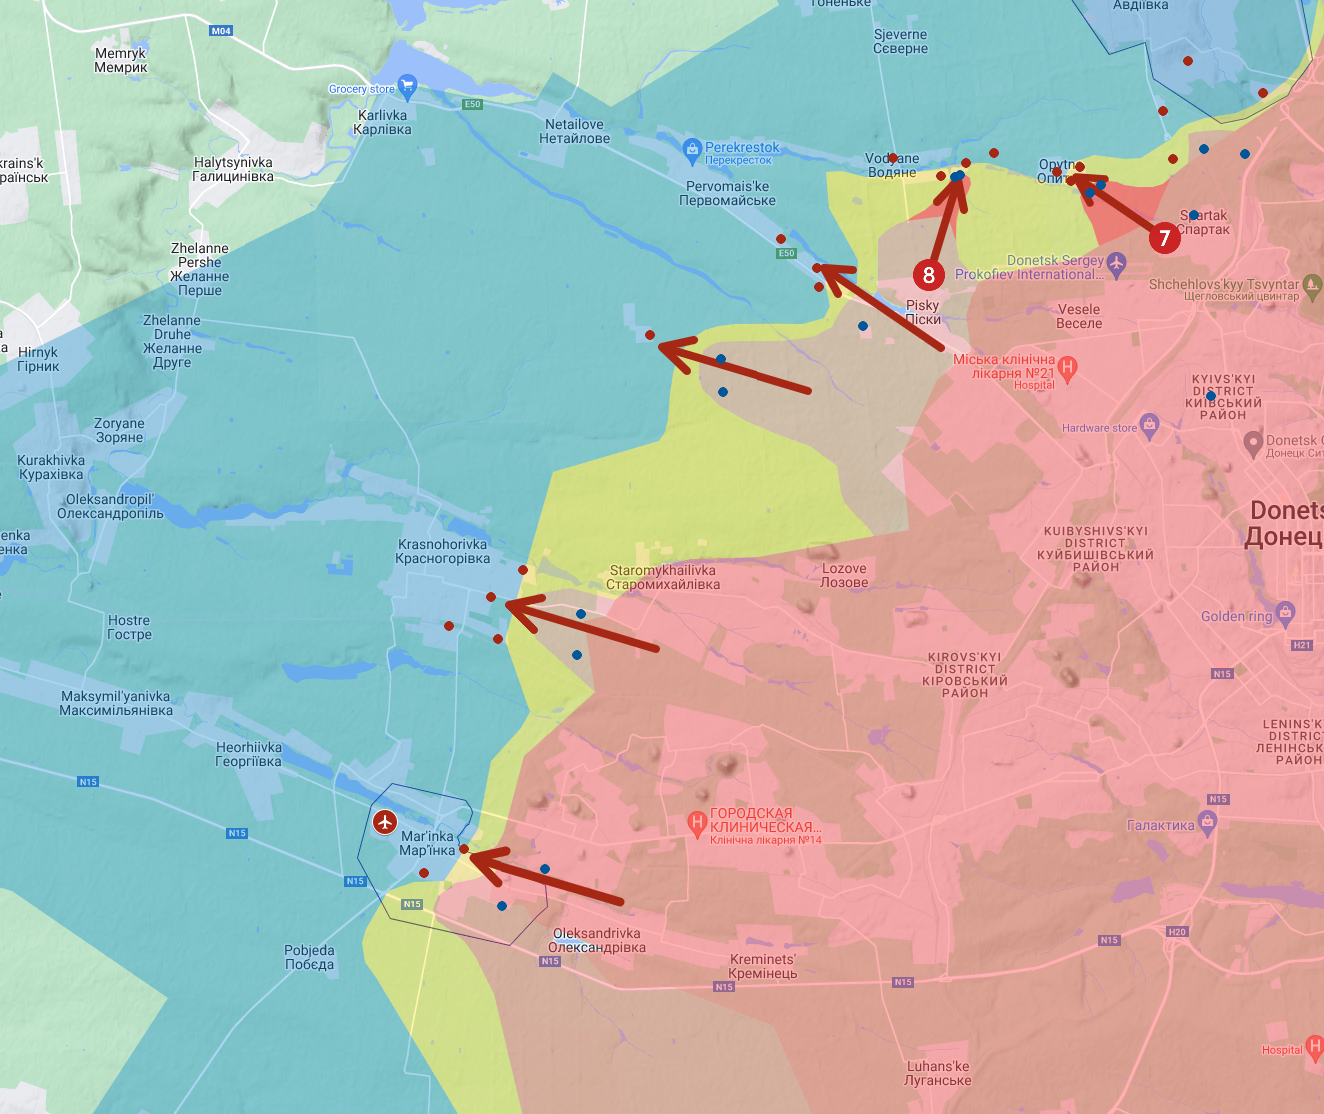 Тоненьке
Авдіївка
M04
Sjeverne
Сєверне
Memryk
Мемрик
Grocery store
E50
Karlivka
Карлівка
Netailove
Нетайлове
Perekrestok
Перекресток
Vodyane
Водяне
Opytn
Опит
krains'k
раїнськ
Halytsynivka
Галицинівка
Pervomais'ke
Первомайське
Spartak
Спартак
7
E50
Zhelanne
Pershe
Желанне
Перше
8
Donetsk Sergey
Prokofiev International...
Shchehlovs'kyy Tsvyntar
Щегловський цвинтар
Pisky
Піски
Vesele
Веселе
Zhelanne
Druhe
Желанне
Друге
Hirnyk
Гірник
Міська клінічна
лікарня №21
Hospital
KYIVS'KYI
DISTRICT
КИЇВСЬКИЙ
РАЙОН
Zoryane
Зоряне
Hardware store
Donetsk C
Донецк Сит
Kurakhivka
Курахівка
Oleksandropil'
Олександропіль
Donets
Донец
enka
енка
Krasnohorivka
Красногорівка
KUIBYSHIVS'KYI
DISTRICT
КУЙБИШІВСЬКИЙ
РАЙОН
Staromykhailivka
Старомихайлівка
Lozove
Лозове
Hostre
Гостре
Golden ring
H21
KIROVS'KYI
DISTRICT
КІРОВСЬКИЙ
РАЙОН
N15
Maksymil'yanivka
Максимільянівка
LENINS'K
DISTRICT
ЛЕНІНСЬК
РАЙОН
Heorhiivka
Георгіївка
N15
N15
N15
ГОРОДСКАЯ
КЛИНИЧЕСКАЯ...
Клінічна лікарня №14
Галактика
Mar'inka
Мар'їнка
N15
N15
Oleksandrivka
Олександрівка
H20
N15
Pobjeda
Побєда
N15
Kreminets'
Кремінець
N15
N15
Hospital
Luhans'ke
Луганське